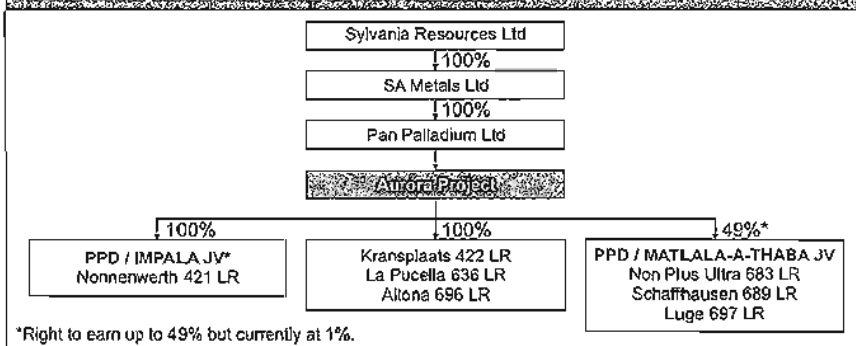 Sylvania Resources Ltd
100%
SA Metals Ltd
100%
Pan Palladium Ltd
Aurora Project
100%
100%
49%*
PPD / IMPALA JV*
Nonnenwerth 421 LR
Kransplaats 422 LR
La Pucella 636 LR
Altona 696 LR
PPD / MATLALA-A-THABA JV
Non Plus Ultra 683 LR
Schaffhausen 689 LR
Luge 697 LR
*Right to earn up to 49% but currently at 1%.